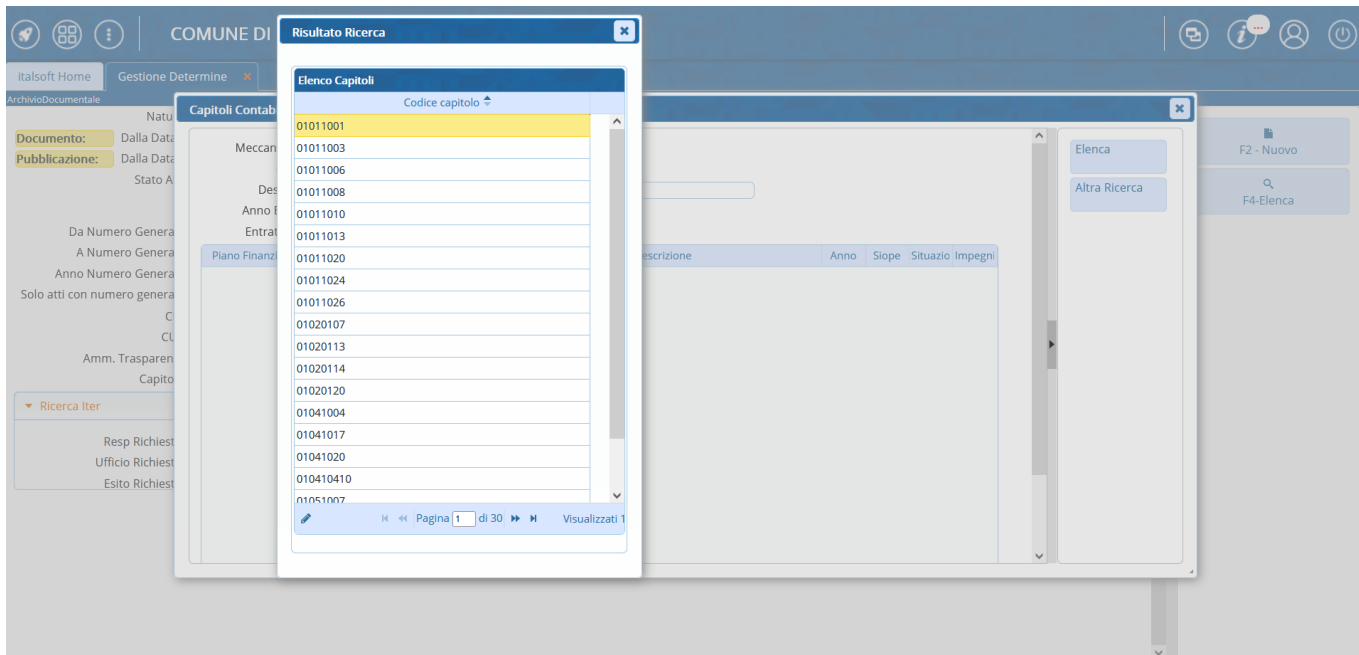 COMUNE DI
...
italsoft Home
Gestione Determine
ArchivioDocumentale
Natu
Documento: Dalla Data
Pubblicazione: Dalla Data
Stato A
Da Numero Genera
A Numero Genera
Anno Numero Genera
Solo atti con numero genera
C
CU
Amm. Trasparen
Capito
Ricerca Iter
Resp Richiest
Ufficio Richiest
Esito Richiest
Capitoli Contab
Meccan
Des
Anno E
Entrat
Piano Finanzi
escrizione Anno Siope Situazio Impegni
Elenca
Altra Ricerca
F2 - Nuovo
F4-Elenca
Risultato Ricerca
Elenco Capitoli
Codice capitolo
01011001
01011003
01011006
01011008
01011010
01011013
01011020
01011024
01011026
01020107
01020113
01020114
01020120
01041004
01041017
01041020
010410410
01051007
Pagina 1 di 30 Visualizzati 1